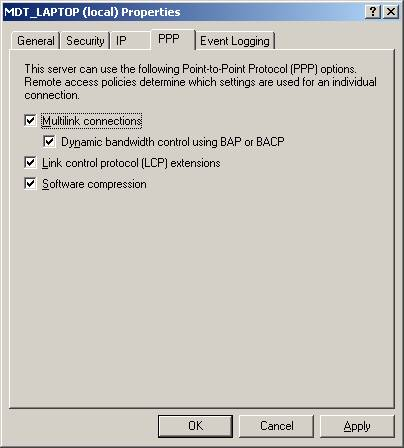 MDT_LAPTOP (local) Properties
General Security IP PPP Event Logging
This server can use the following Point-to-Point Protocol (PPP) options.
Remote access policies determine which settings are used for an individual
connection.
Multilink connections
Dynamic bandwidth control using BAP or BACP
Link control protocol (LCP) extensions
Software compression
OK Cancel Apply